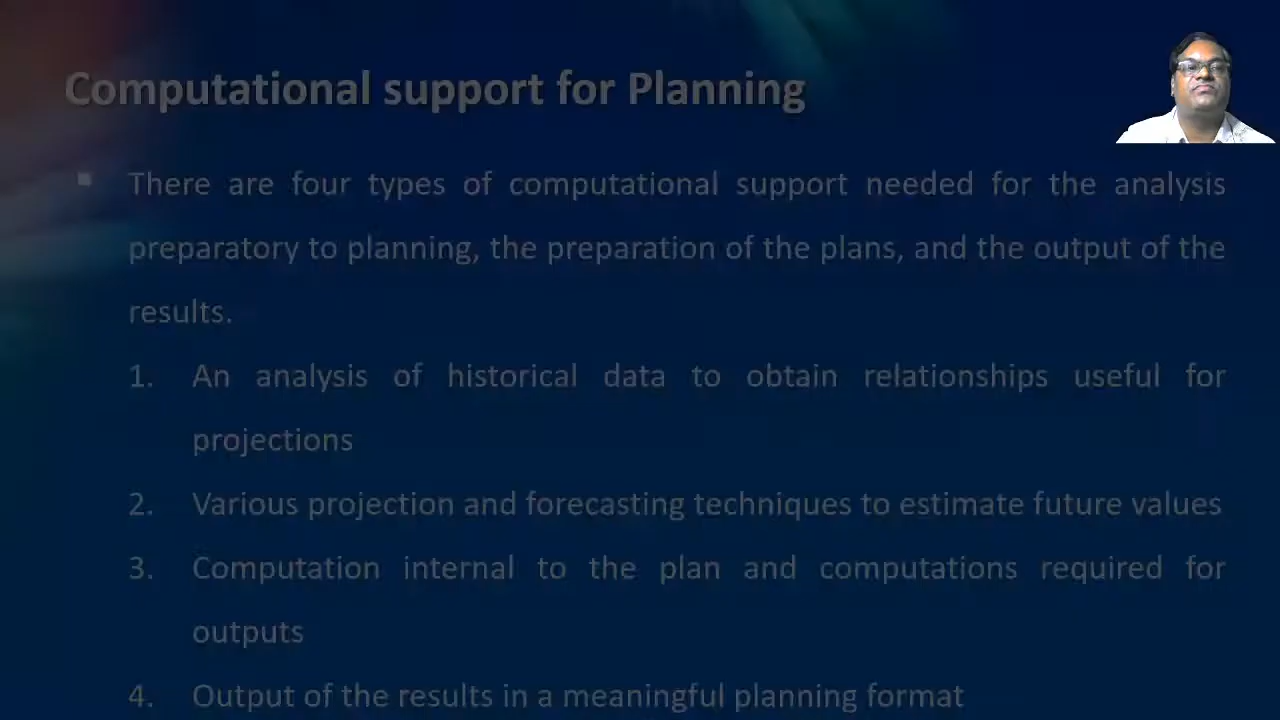 Computational support for Planning
▪ There are four types of computational support needed for the analysis
preparatory to planning, the preparation of the plans, and the output of the
results.
1. An analysis of historical data to obtain relationships useful for
projections
2. Various projection and forecasting techniques to estimate future values
3. Computation internal to the plan and computations required for
outputs
4. Output of the results in a meaningful planning format